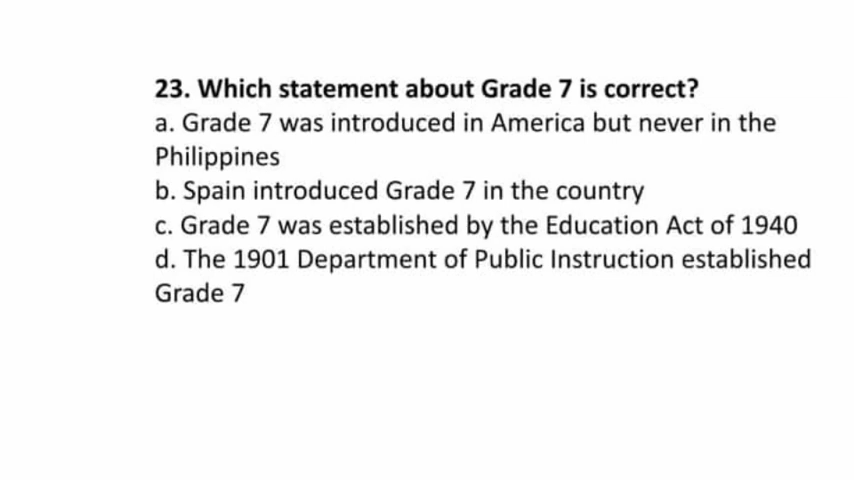 23. Which statement about Grade 7 is correct?
a. Grade 7 was introduced in America but never in the
Philippines
b. Spain introduced Grade 7 in the country
c. Grade 7 was established by the Education Act of 1940
d. The 1901 Department of Public Instruction established
Grade 7